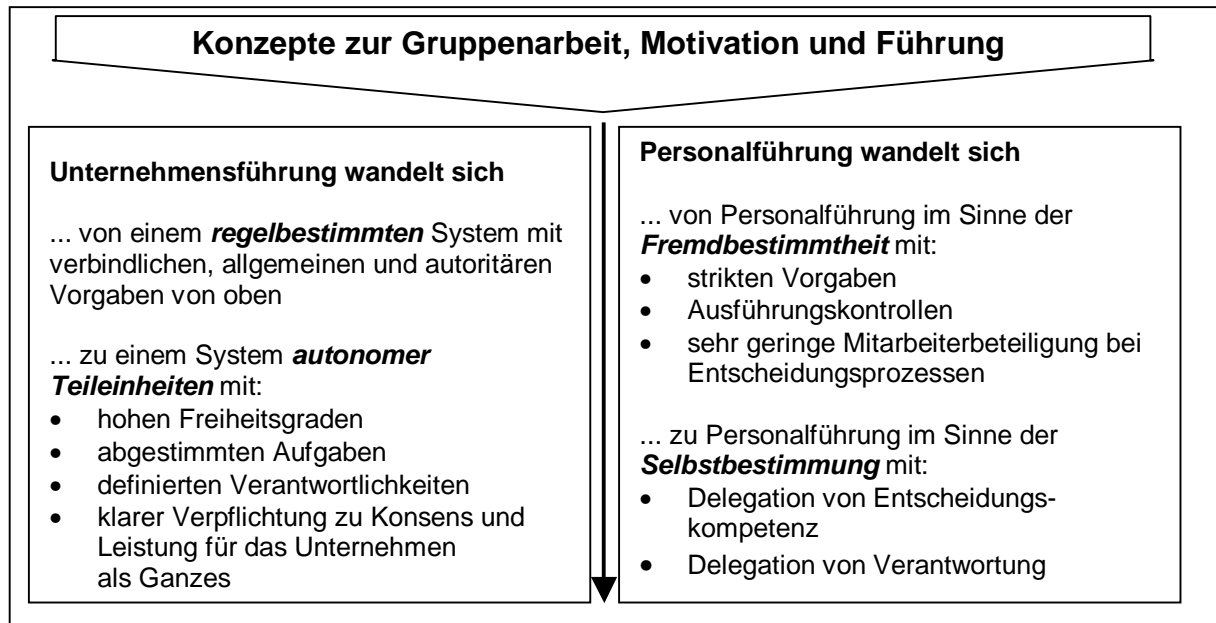 Konzepte zur Gruppenarbeit, Motivation und Führung
Unternehmensführung wandelt sich
... von einem regelbestimmten System mit
verbindlichen, allgemeinen und autoritären
Vorgaben von oben
... zu einem System autonomer
Teileinheiten mit:
• hohen Freiheitsgraden
• abgestimmten Aufgaben
• definierten Verantwortlichkeiten
• klarer Verpflichtung zu Konsens und
Leistung für das Unternehmen
als Ganzes
Personalführung wandelt sich
... von Personalführung im Sinne der
Fremdbestimmtheit mit:
• strikten Vorgaben
• Ausführungskontrollen
• sehr geringe Mitarbeiterbeteiligung bei
Entscheidungsprozessen
... zu Personalführung im Sinne der
Selbstbestimmung mit:
• Delegation von Entscheidungs-
kompetenz
• Delegation von Verantwortung